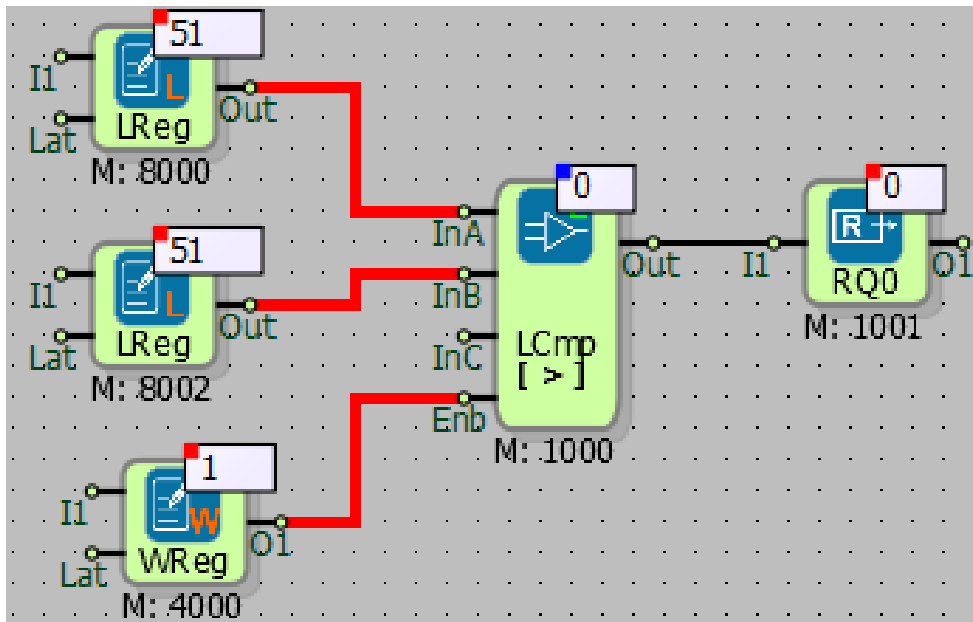 51
I1
L
Out
Lat
LReg
M: 8000
51
I1
L
Out
Lat
LReg
M: 8002
1
I1
W
O1
Lat
WReg
M: 4000
0
InA
InB
InC
Enb
Out
LCmp
[ > ]
M: 1000
0
R
I1
O1
RQ0
M: 1001